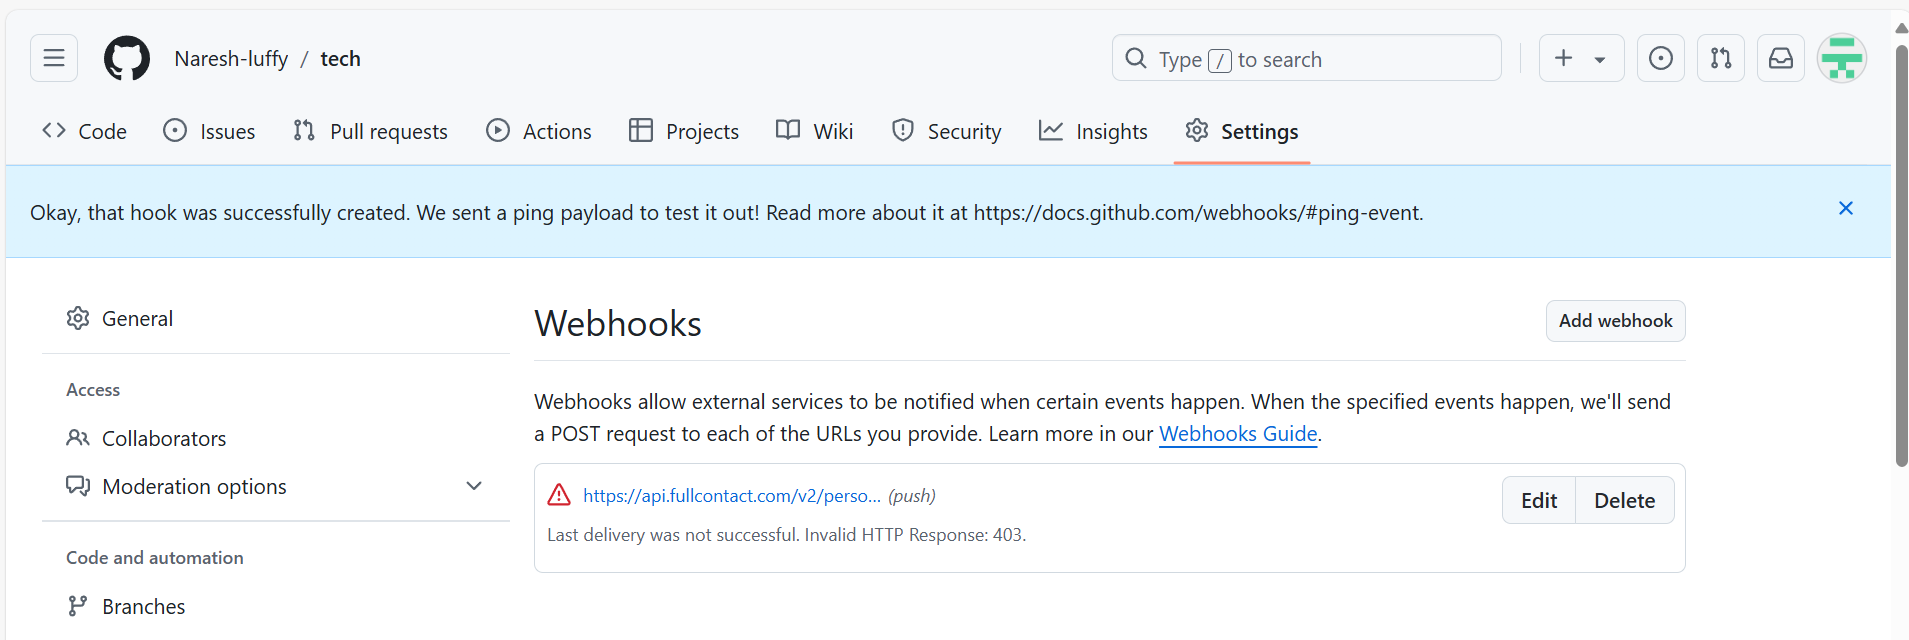 Naresh-luffy / tech
Type / to search
Code Issues Pull requests Actions Projects Wiki Security Insights Settings
Okay, that hook was successfully created. We sent a ping payload to test it out! Read more about it at https://docs.github.com/webhooks/#ping-event.
General
Access
Collaborators
Moderation options
Code and automation
Branches
Webhooks
Add webhook
Webhooks allow external services to be notified when certain events happen. When the specified events happen, we'll send
a POST request to each of the URLs you provide. Learn more in our Webhooks Guide.
https://api.fullcontact.com/v2/perso... (push)
Edit Delete
Last delivery was not successful. Invalid HTTP Response: 403.